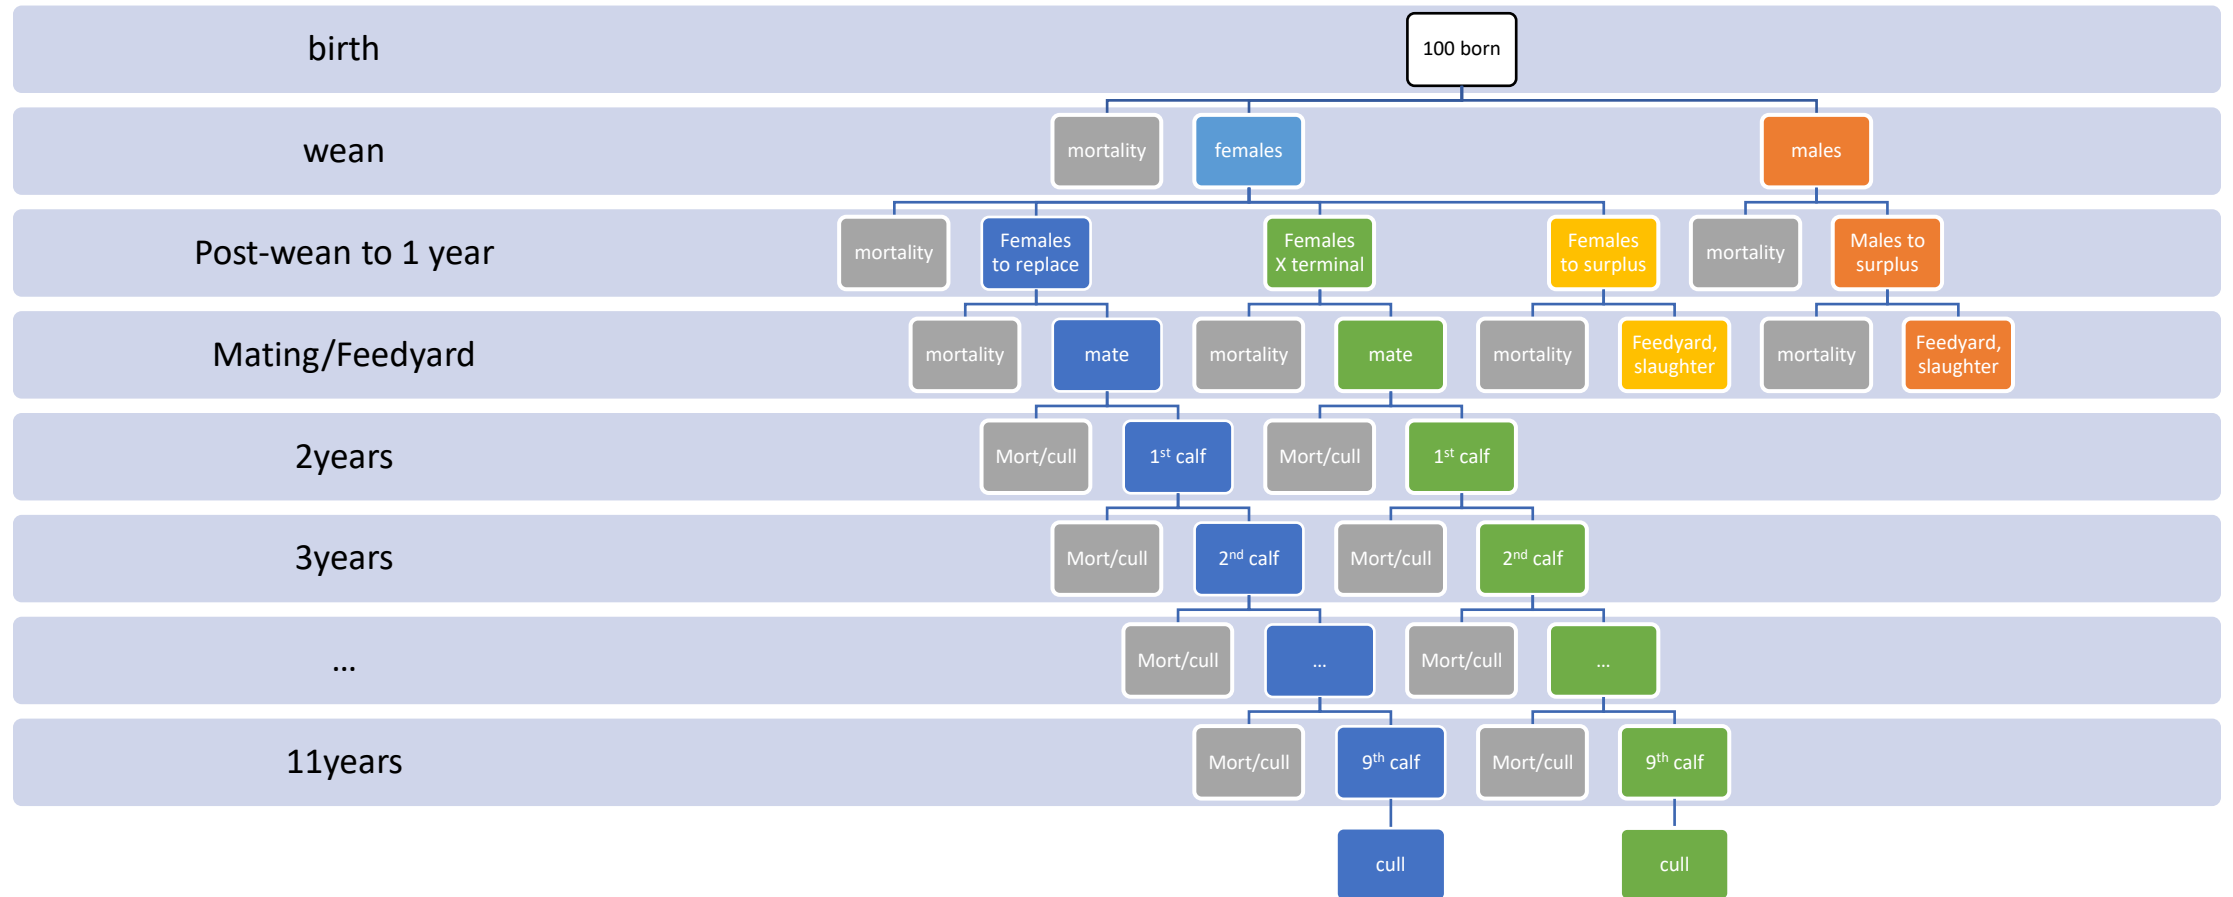 birth
100 born
wean
mortality
females
males
Post-wean to 1 year
mortality
Females
to replace
Females
X terminal
Females
to surplus
mortality
Males to
surplus
Mating/Feedyard
mortality
mate
mortality
mate
mortality
Feedyard,
slaughter
mortality
Feedyard,
slaughter
2years
Mort/cull
1st calf
Mort/cull
1st calf
3years
Mort/cull
2nd calf
Mort/cull
2nd calf
...
Mort/cull
...
Mort/cull
...
11years
Mort/cull
9th calf
Mort/cull
9th calf
cull
cull